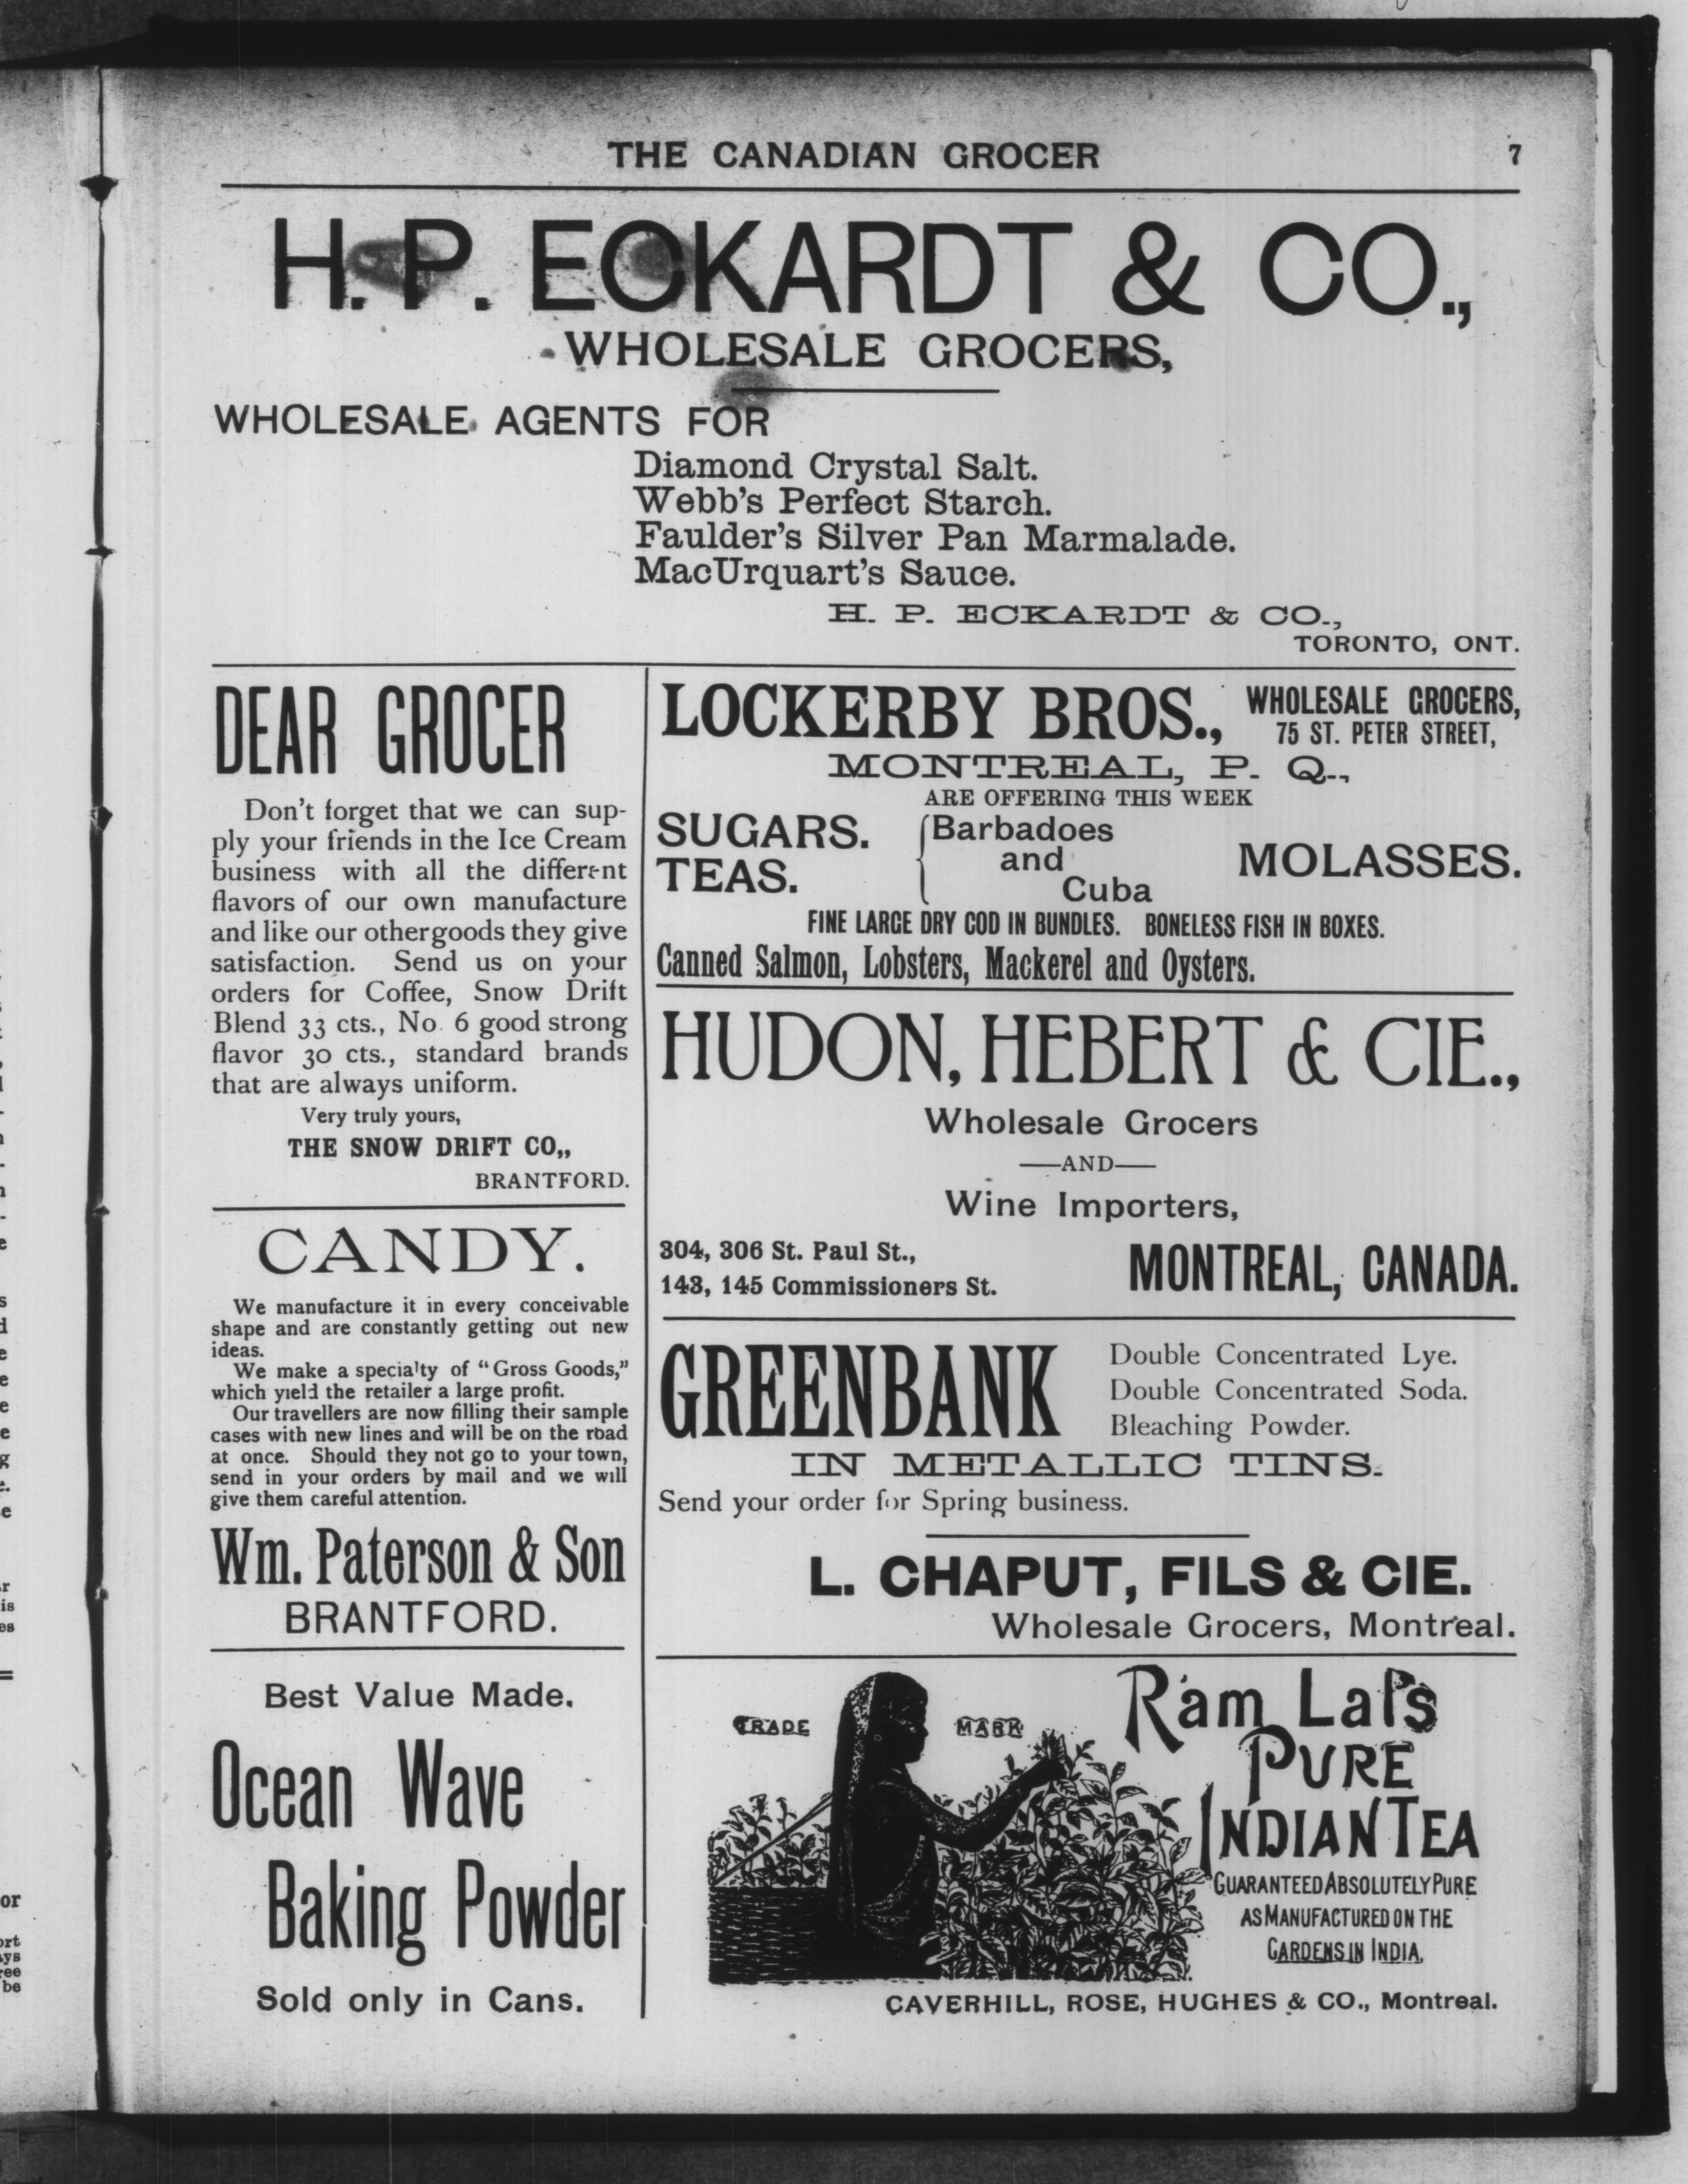 THE CANADIAN GROCER 7
H. P. ECKARDT & CO.,
WHOLESALE GROCERS,
WHOLESALE AGENTS FOR
Diamond Crystal Salt.
Webb's Perfect Starch.
Faulder's Silver Pan Marmalade.
MacUrquart's Sauce.
H. P. ECKARDT & CO.,
TORONTO, ONT.
DEAR GROCER
Don't forget that we can sup-
ply your friends in the Ice Cream
business with all the different
flavors of our own manufacture
and like our other goods they give
satisfaction. Send us on your
orders for Coffee, Snow Drift
Blend 33 cts., No. 6 good strong
flavor 30 cts., standard brands
that are always uniform.
Very truly yours,
THE SNOW DRIFT CO,,
BRANTFORD.
CANDY.
We manufacture it in every conceivable
shape and are constantly getting out new
ideas.
We make a specialty of "Gross Goods,"
which yield the retailer a large profit.
Our travellers are now filling their sample
cases with new lines and will be on the road
at once. Should they not go to your town,
send in your orders by mail and we will
give them careful attention.
Wm. Paterson & Son
BRANTFORD.
Best Value Made.
Ocean Wave
Baking Powder
Sold only in Cans.
LOCKERBY BROS., WHOLESALE GROCERS,
75 ST. PETER STREET,
MONTREAL, P. Q.,
ARE OFFERING THIS WEEK
SUGARS.
TEAS.
Barbadoes
and
Cuba
MOLASSES.
FINE LARGE DRY COD IN BUNDLES. BONELESS FISH IN BOXES.
Canned Salmon, Lobsters, Mackerel and Oysters.
HUDON, HEBERT & CIE.,
Wholesale Grocers
—AND—
Wine Importers,
304, 306 St. Paul St.,
143, 145 Commissioners St.
MONTREAL, CANADA.
GREENBANK
Double Concentrated Lye.
Double Concentrated Soda.
Bleaching Powder.
IN METALLIC TINS.
Send your order for Spring business.
L. CHAPUT, FILS & CIE.
Wholesale Grocers, Montreal.
TRADE MARK
Ram Lal's
PURE
INDIAN TEA
GUARANTEED ABSOLUTELY PURE
AS MANUFACTURED ON THE
GARDENS IN INDIA.
CAVERHILL, ROSE, HUGHES & CO., Montreal.